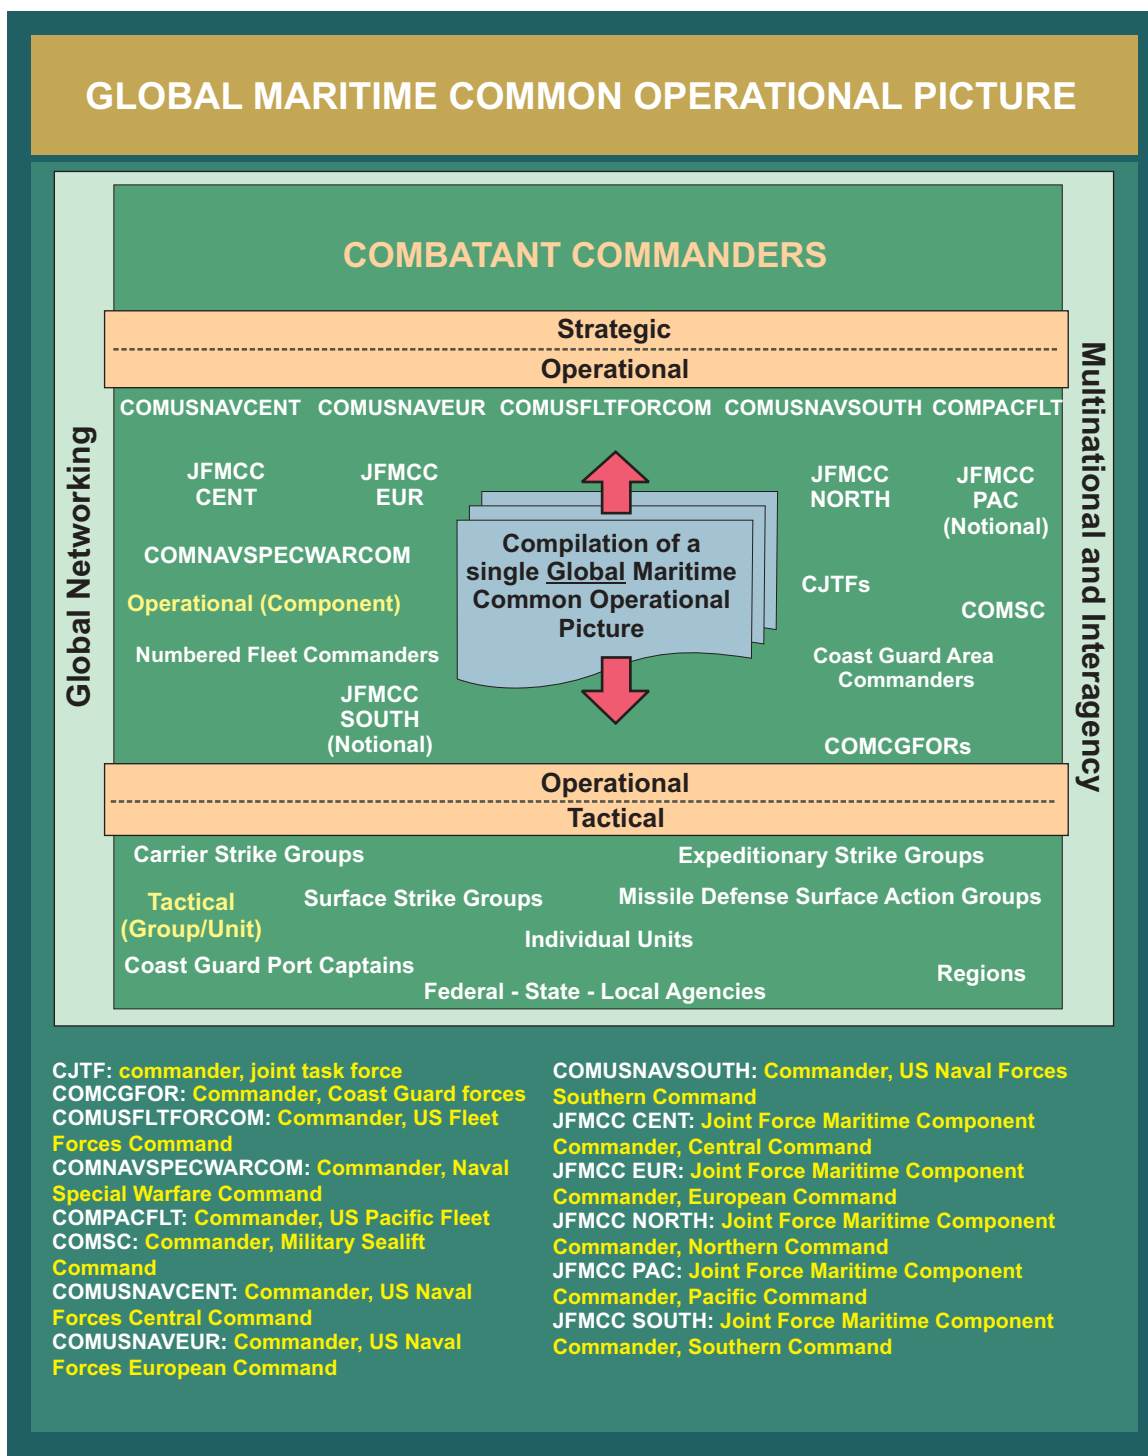 GLOBAL MARITIME COMMON OPERATIONAL PICTURE
COMBATANT COMMANDERS
Strategic
Operational
Global Networking
Multinational and Interagency
COMUSNAVCENT
COMUSNAVEUR
COMUSFLTFORCOM
COMUSNAVSOUTH
COMPACFLT
JFMCC
CENT
JFMCC
EUR
JFMCC
NORTH
JFMCC
PAC
(Notional)
Compilation of a
single Global Maritime
Common Operational
Picture
COMNAVSPECWARCOM
CJTFs
Operational (Component)
COMSC
Numbered Fleet Commanders
Coast Guard Area
Commanders
JFMCC
SOUTH
(Notional)
COMCGFORs
Operational
Tactical
Carrier Strike Groups
Expeditionary Strike Groups
Tactical
(Group/Unit)
Surface Strike Groups
Missile Defense Surface Action Groups
Individual Units
Coast Guard Port Captains
Regions
Federal - State - Local Agencies
CJTF: commander, joint task force
COMCGFOR: Commander, Coast Guard forces
COMUSFLTFORCOM: Commander, US Fleet
Forces Command
COMNAVSPECWARCOM: Commander, Naval
Special Warfare Command
COMPACFLT: Commander, US Pacific Fleet
COMSC: Commander, Military Sealift
Command
COMUSNAVCENT: Commander, US Naval
Forces Central Command
COMUSNAVEUR: Commander, US Naval
Forces European Command
COMUSNAVSOUTH: Commander, US Naval Forces
Southern Command
JFMCC CENT: Joint Force Maritime Component
Commander, Central Command
JFMCC EUR: Joint Force Maritime Component
Commander, European Command
JFMCC NORTH: Joint Force Maritime Component
Commander, Northern Command
JFMCC PAC: Joint Force Maritime Component
Commander, Pacific Command
JFMCC SOUTH: Joint Force Maritime Component
Commander, Southern Command